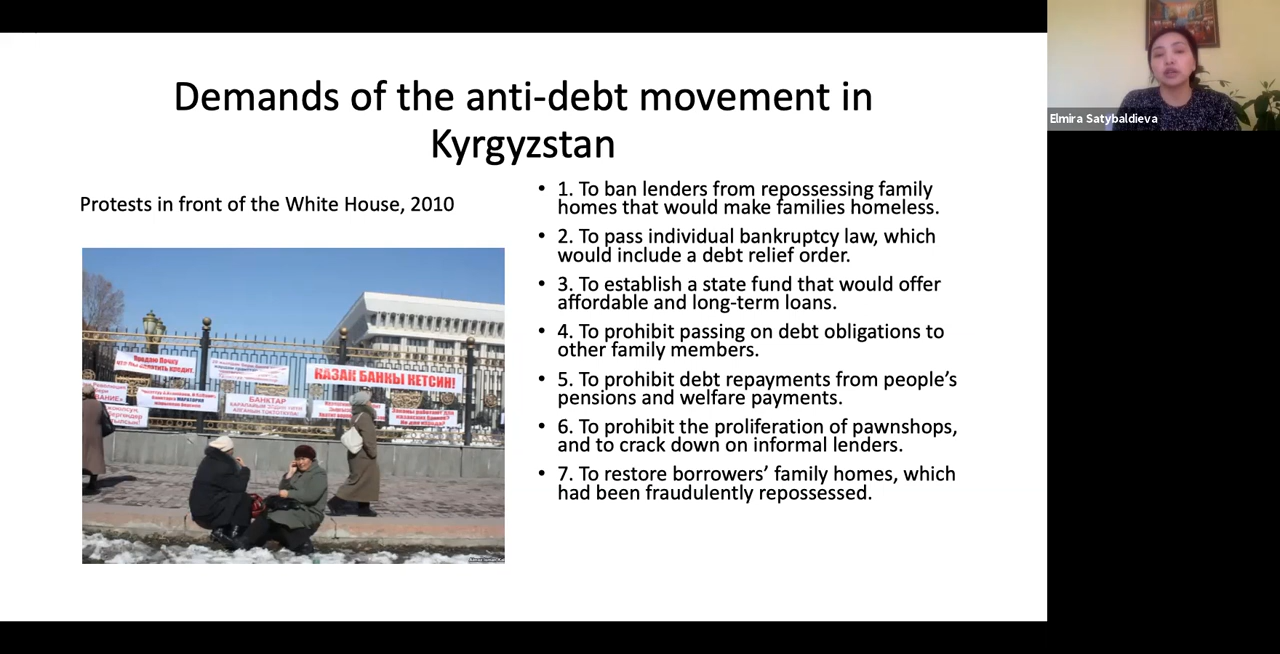 Demands of the anti-debt movement in
Kyrgyzstan
Protests in front of the White House, 2010
Продаю Почку
КАЗАК БАНКЫ КЕТСИН!
БАНКТАР
• 1. To ban lenders from repossessing family
homes that would make families homeless.
• 2. To pass individual bankruptcy law, which
would include a debt relief order.
• 3. To establish a state fund that would offer
affordable and long-term loans.
• 4. To prohibit passing on debt obligations to
other family members.
• 5. To prohibit debt repayments from people’s
pensions and welfare payments.
• 6. To prohibit the proliferation of pawnshops,
and to crack down on informal lenders.
• 7. To restore borrowers’ family homes, which
had been fraudulently repossessed.
Elmira Satybaldieva